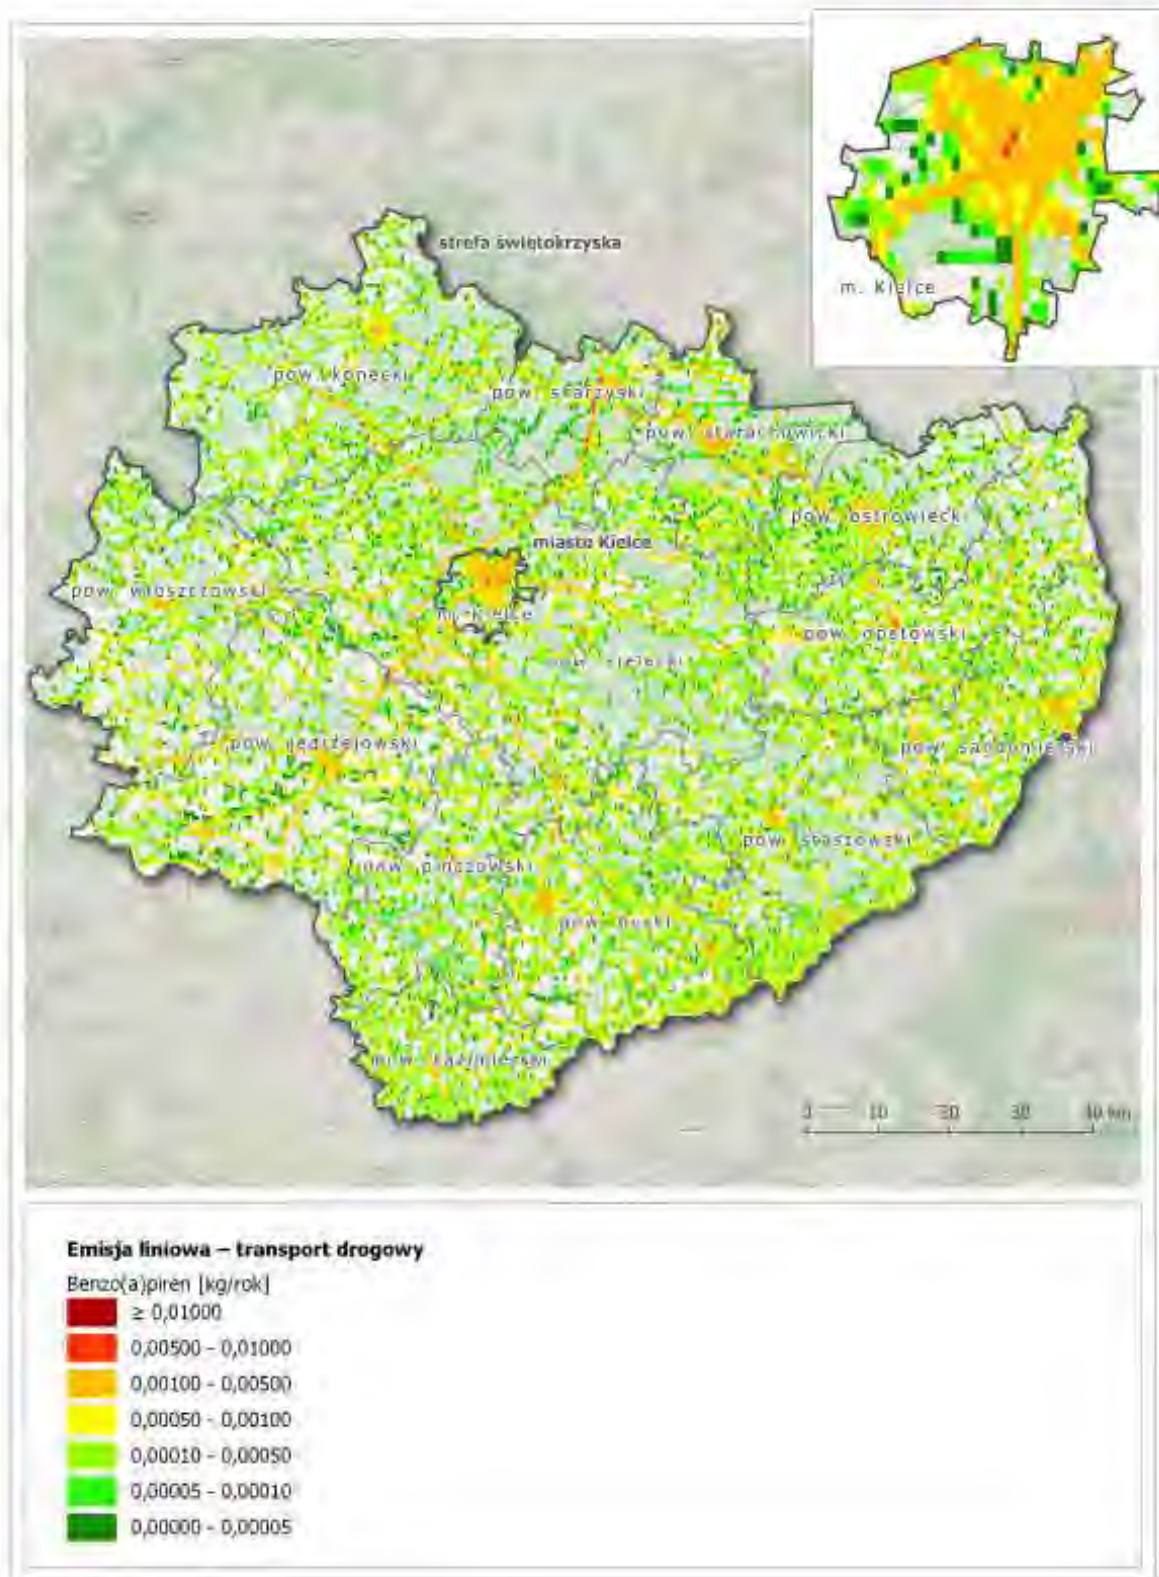 strefa świętokrzyska
m. Kielce
pow. konecki
pow. skarżyski
pow. starachowicki
pow. ostrowiecki
miasto Kielce
pow. włoszczowski
m. Kielce
pow. opatowski
pow. kielecki
pow. jędrzejowski
pow. sandomierski
pow. staszowski
pow. pińczowski
pow. buski
pow. kazimierski
0 10 20 30 40 km
Emisja liniowa – transport drogowy
Benzo(a)piren [kg/rok]
≥ 0,01000
0,00500 – 0,01000
0,00100 – 0,00500
0,00050 – 0,00100
0,00010 – 0,00050
0,00005 – 0,00010
0,00000 – 0,00005